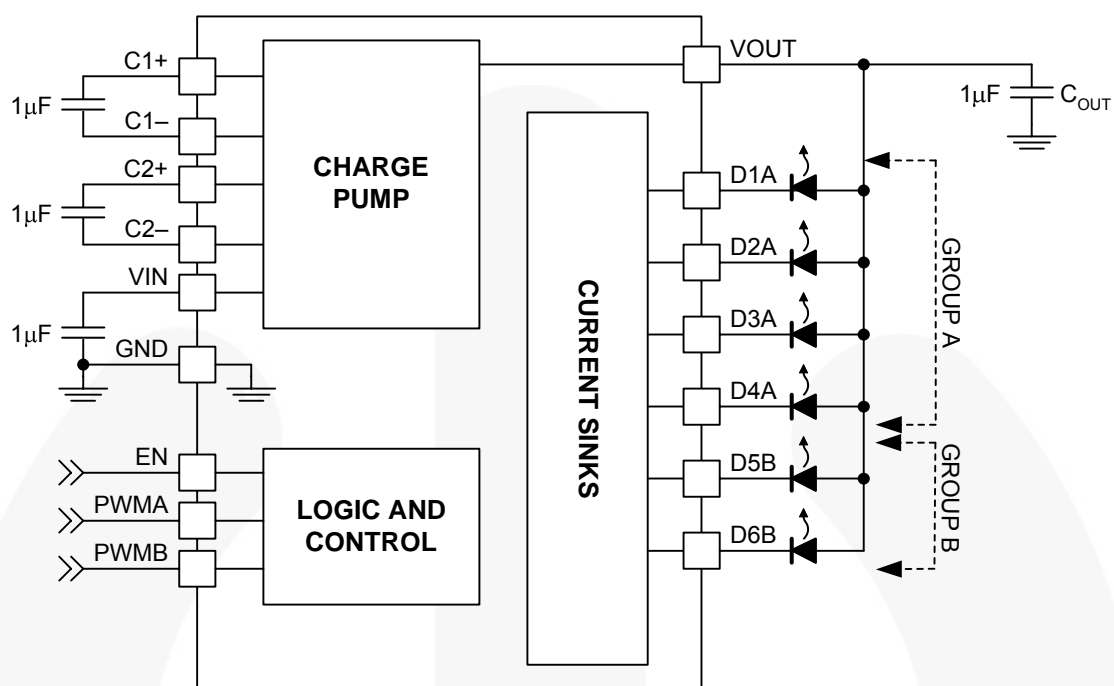 C1+
1µF
C1–
C2+
1µF
C2–
VIN
1µF
GND
EN
PWMA
PWMB
CHARGE
PUMP
LOGIC AND
CONTROL
CURRENT SINKS
VOUT
1µF
C_OUT
D1A
D2A
D3A
D4A
D5B
D6B
GROUP A
GROUP B